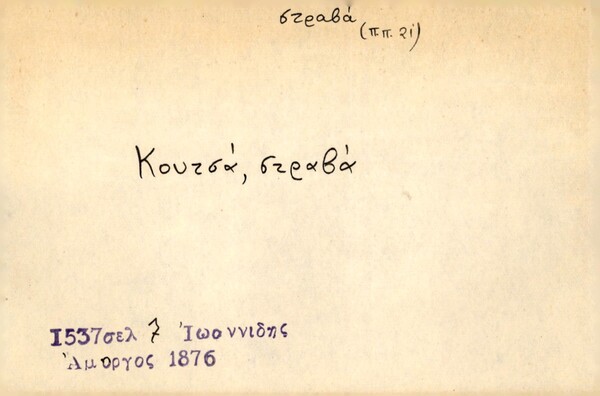 στραβά
(ππ. 21)
Κουτσά, στραβά
1537σελ 7 Ἰωαννιδης
Ἀμοργος 1876